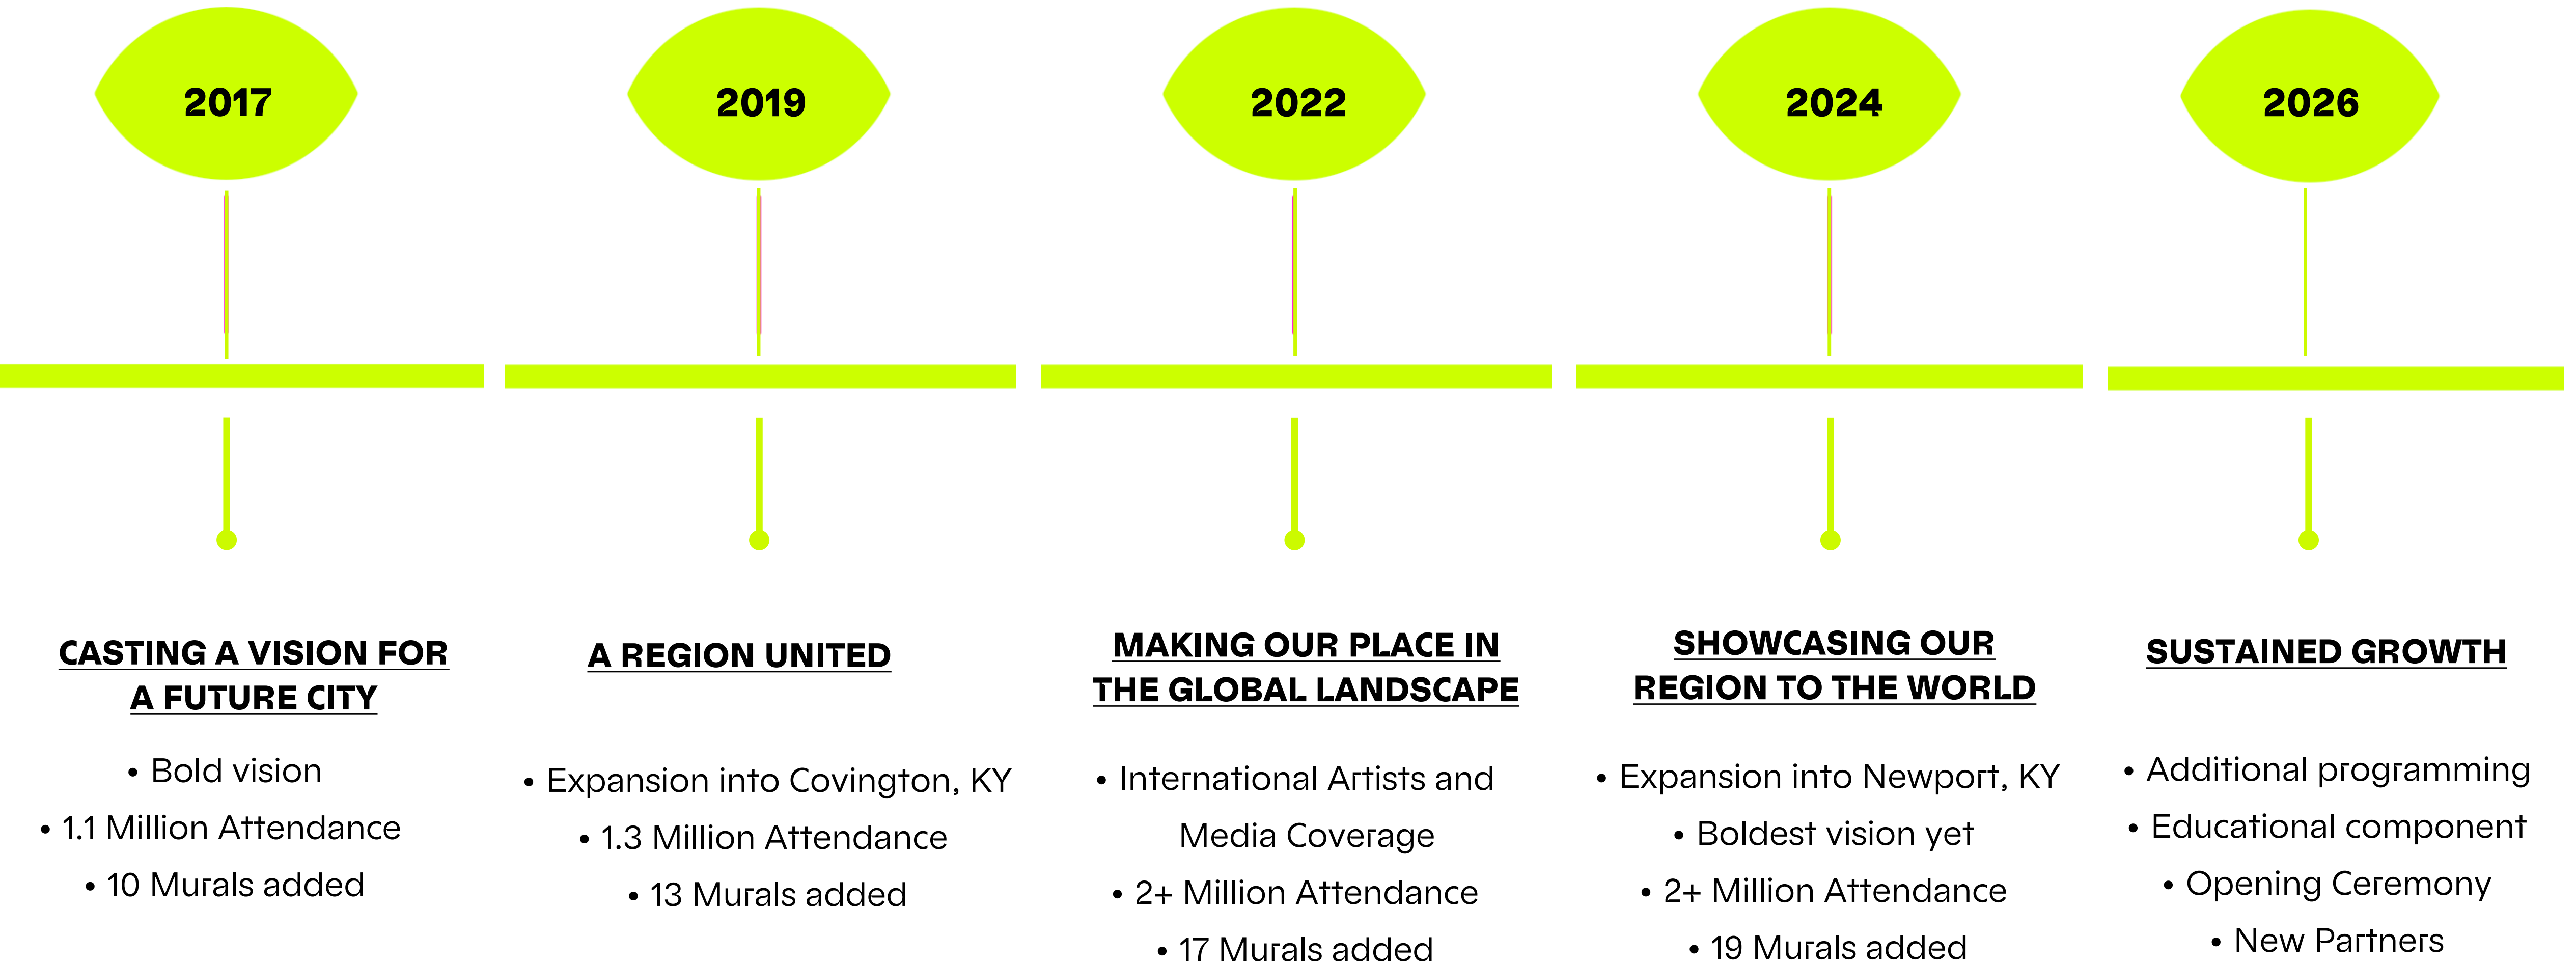 2017
2019
2022
2024
2026
CASTING A VISION FOR
A FUTURE CITY
• Bold vision
• 1.1 Million Attendance
• 10 Murals added
A REGION UNITED
• Expansion into Covington, KY
• 1.3 Million Attendance
• 13 Murals added
MAKING OUR PLACE IN
THE GLOBAL LANDSCAPE
• International Artists and
Media Coverage
• 2+ Million Attendance
• 17 Murals added
SHOWCASING OUR
REGION TO THE WORLD
• Expansion into Newport, KY
• Boldest vision yet
• 2+ Million Attendance
• 19 Murals added
SUSTAINED GROWTH
• Additional programming
• Educational component
• Opening Ceremony
• New Partners